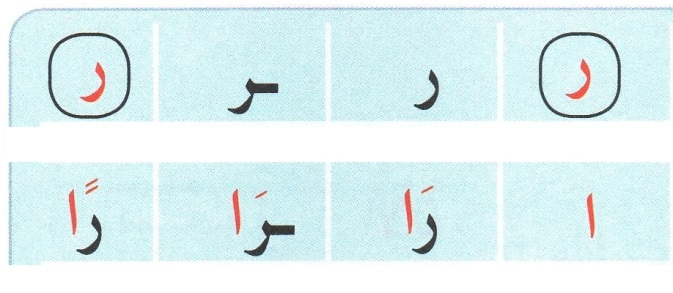 ر ر ـر ر
ا رَا ـرَا رًا